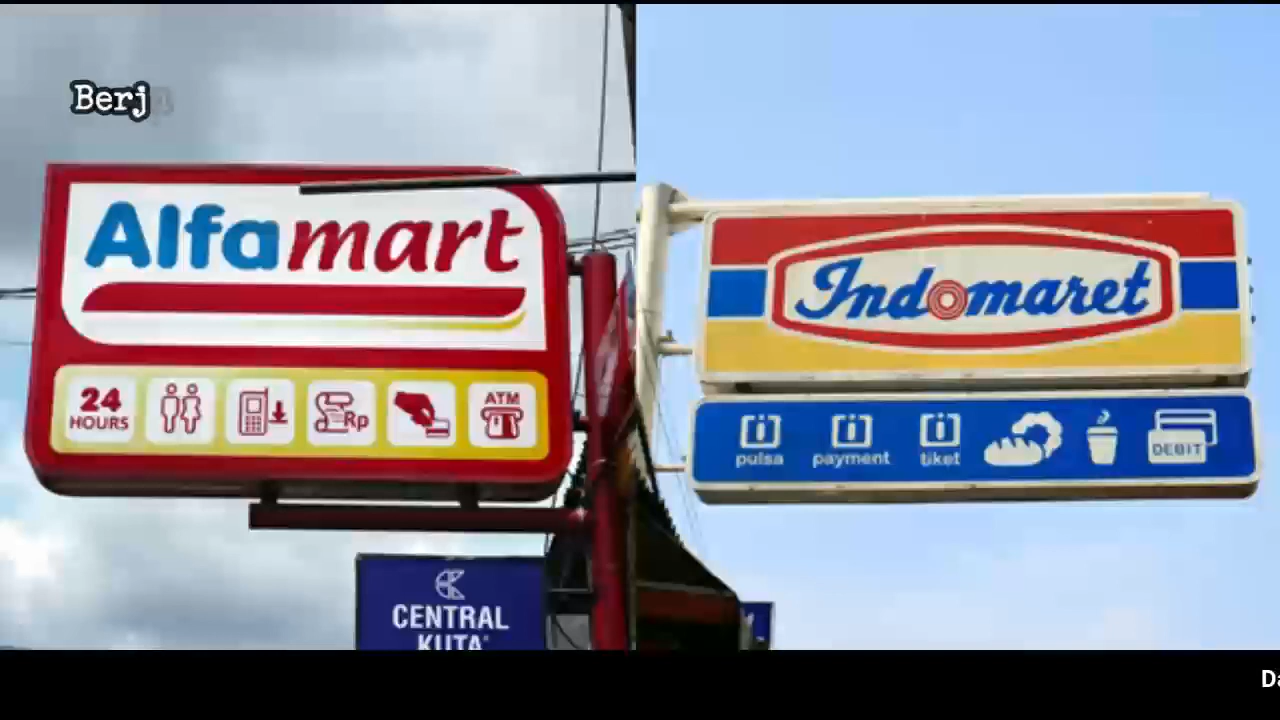 Berj
Alfamart
24
HOURS
Rp
ATM
CENTRAL
KUTA
Indomaret
pulsa
payment
tiket
DEBIT
Da